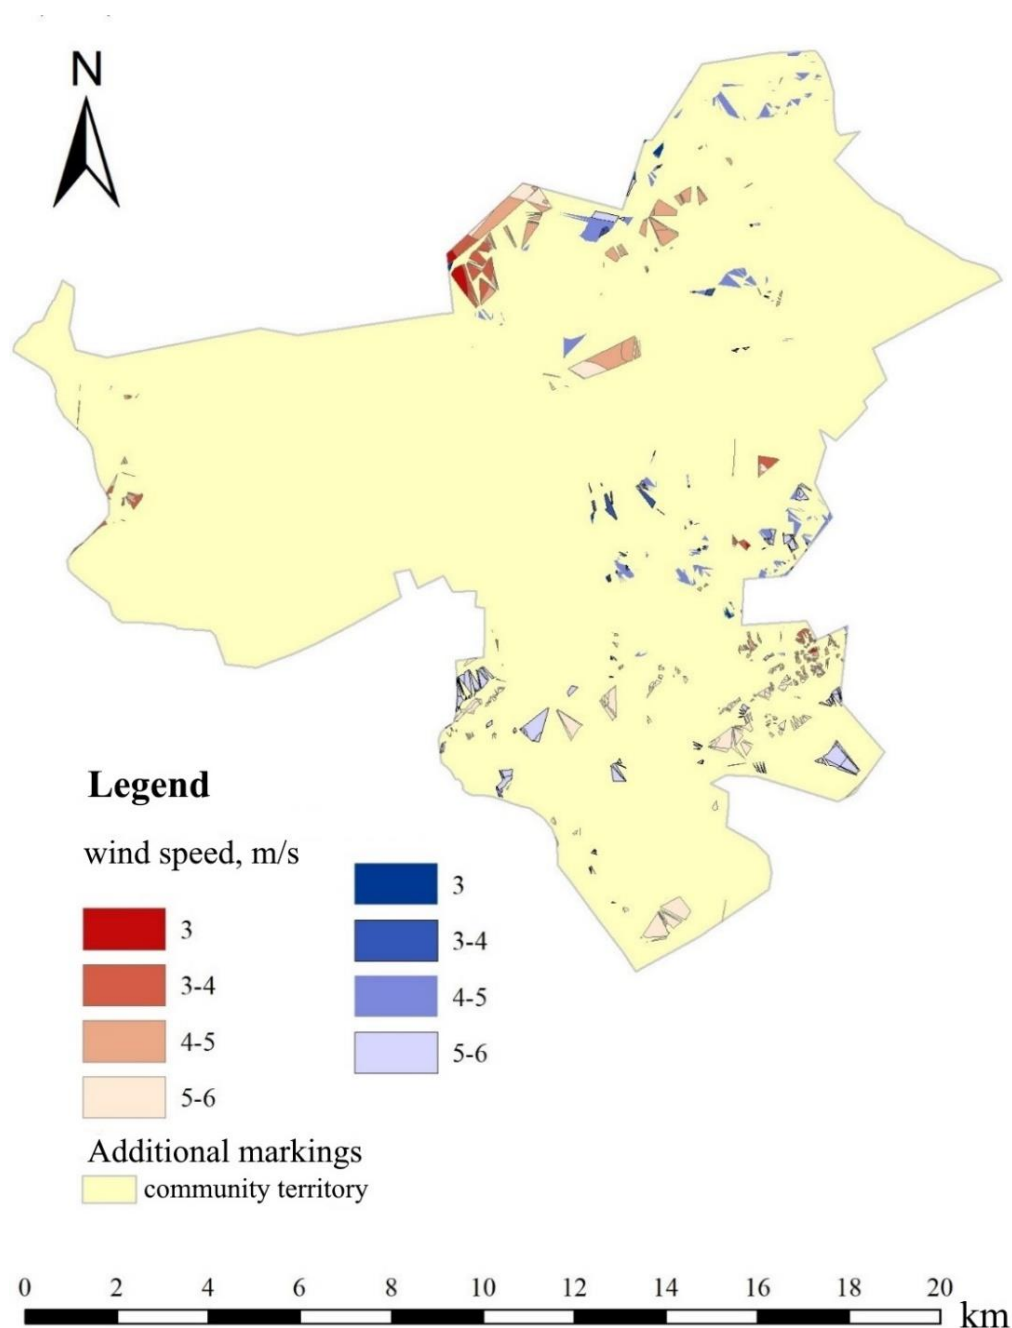 N
Legend
wind speed, m/s
3
3-4
4-5
5-6
3
3-4
4-5
5-6
Additional markings
community territory
0 2 4 6 8 10 12 14 16 18 20
km